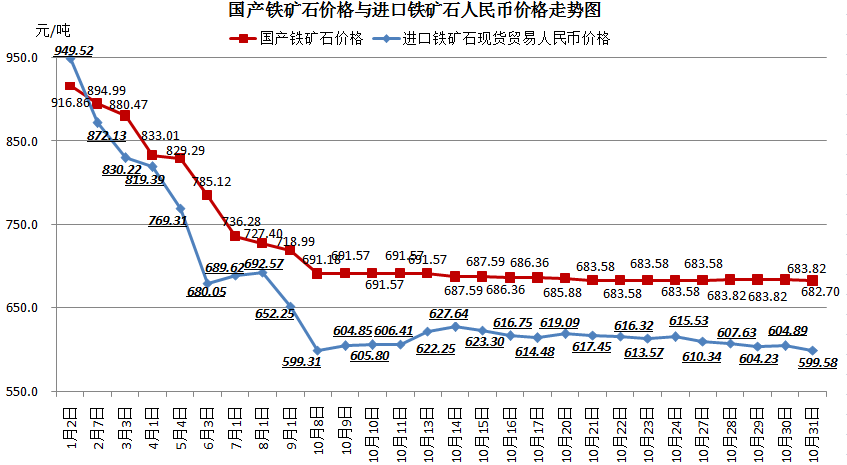 国产铁矿石价格与进口铁矿石人民币价格走势图
元/吨
国产铁矿石价格 进口铁矿石现货贸易人民币价格
950.0
850.0
750.0
650.0
550.0
916.86 894.99 880.47 833.01 829.29 785.12 736.28 727.40 718.99 691.18 691.57 691.57 691.57 691.57 687.59 687.59 686.36 686.36 685.88 683.58 683.58 683.58 683.58 683.58 683.82 683.82 683.82 682.70
949.52 872.13 830.22 819.39 769.31 680.05 689.62 692.57 652.25 599.31 604.85 605.80 606.41 622.25 627.64 623.30 616.75 614.48 619.09 617.45 616.32 613.57 615.53 610.34 607.63 604.23 604.89 599.58
1月2日 2月7日 3月3日 4月1日 5月4日 6月3日 7月1日 8月1日 9月1日 10月8日 10月9日 10月10日 10月11日 10月13日 10月14日 10月15日 10月16日 10月17日 10月20日 10月21日 10月22日 10月23日 10月24日 10月27日 10月28日 10月29日 10月30日 10月31日